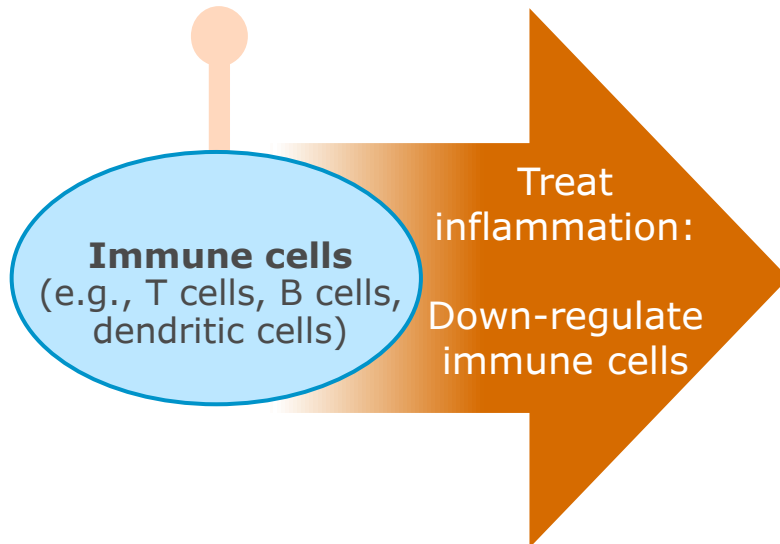 Immune cells
(e.g., T cells, B cells,
dendritic cells)
Treat
inflammation:
Down-regulate
immune cells